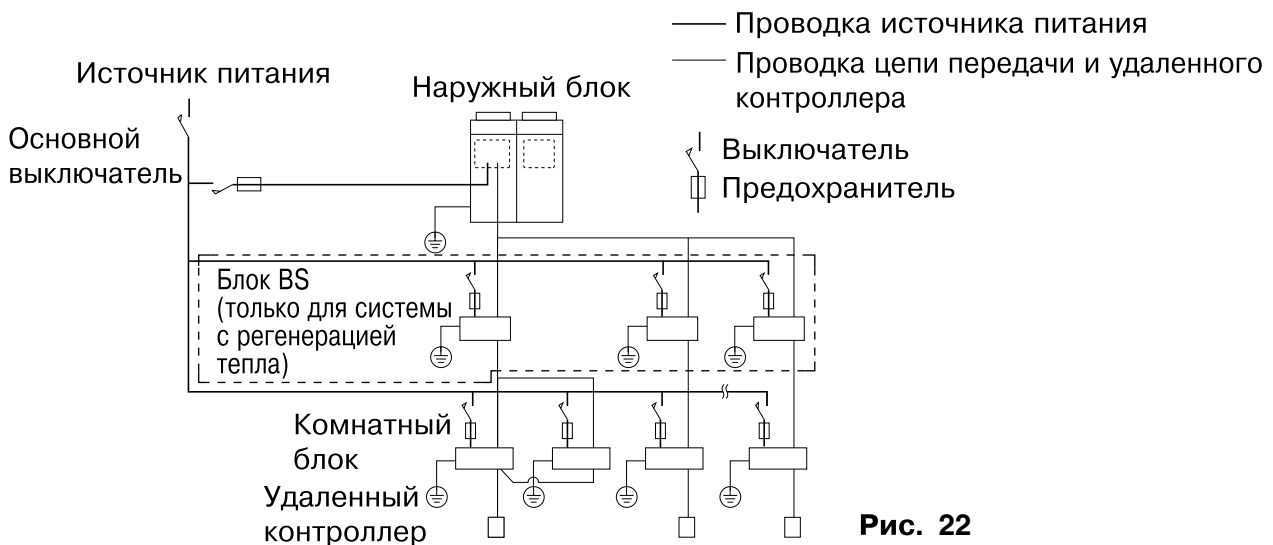 Проводка источника питания
Проводка цепи передачи и удаленного
контроллера
Источник питания
Наружный блок
Основной
выключатель
Выключатель
Предохранитель
Блок BS
(только для системы
с регенерацией
тепла)
Комнатный
блок
Удаленный
контроллер
Рис. 22